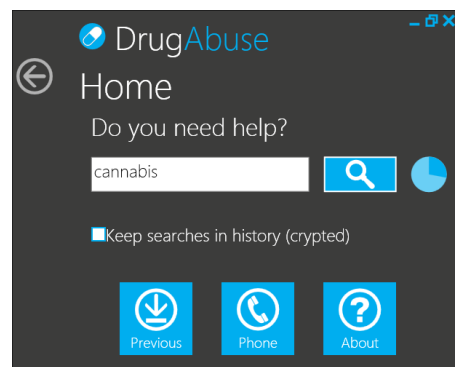 DrugAbuse
Home
Do you need help?
cannabis
Keep searches in history (crypted)
Previous
Phone
About